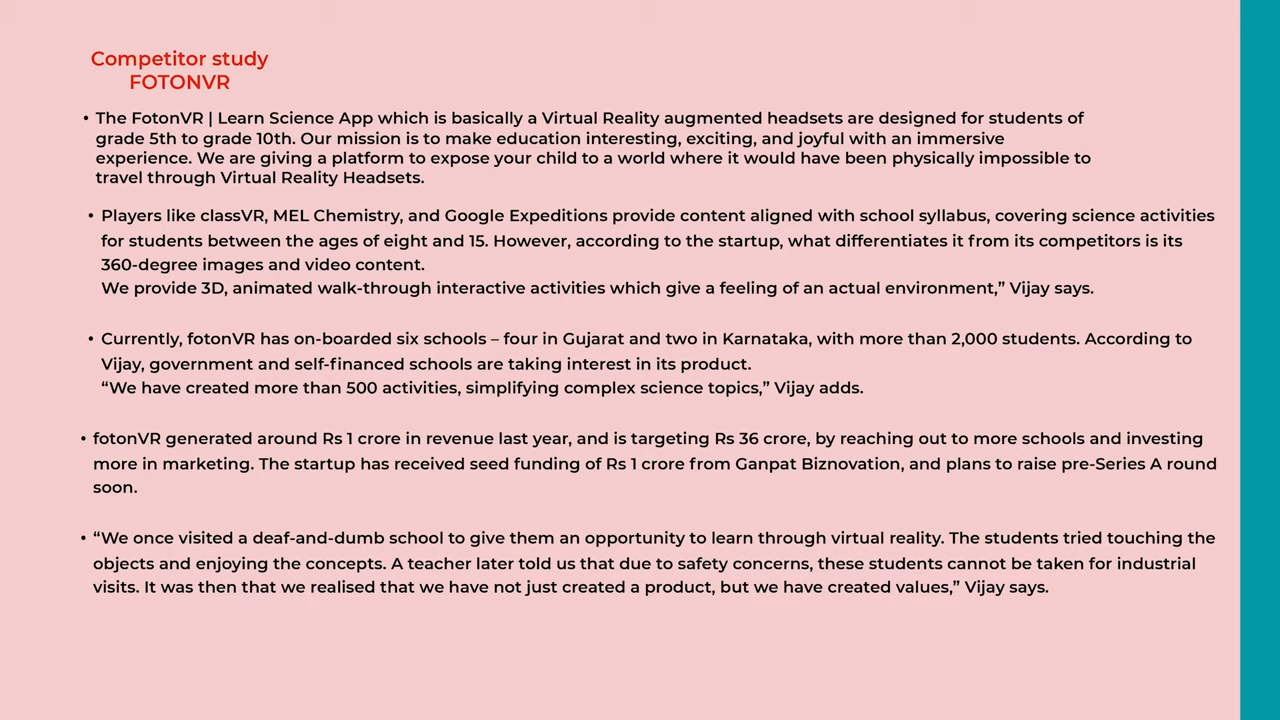 Competitor study
FOTONVR
• The FotonVR | Learn Science App which is basically a Virtual Reality augmented headsets are designed for students of
grade 5th to grade 10th. Our mission is to make education interesting, exciting, and joyful with an immersive
experience. We are giving a platform to expose your child to a world where it would have been physically impossible to
travel through Virtual Reality Headsets.
• Players like classVR, MEL Chemistry, and Google Expeditions provide content aligned with school syllabus, covering science activities
for students between the ages of eight and 15. However, according to the startup, what differentiates it from its competitors is its
360-degree images and video content.
We provide 3D, animated walk-through interactive activities which give a feeling of an actual environment,” Vijay says.
• Currently, fotonVR has on-boarded six schools – four in Gujarat and two in Karnataka, with more than 2,000 students. According to
Vijay, government and self-financed schools are taking interest in its product.
“We have created more than 500 activities, simplifying complex science topics,” Vijay adds.
• fotonVR generated around Rs 1 crore in revenue last year, and is targeting Rs 36 crore, by reaching out to more schools and investing
more in marketing. The startup has received seed funding of Rs 1 crore from Ganpat Biznovation, and plans to raise pre-Series A round
soon.
• “We once visited a deaf-and-dumb school to give them an opportunity to learn through virtual reality. The students tried touching the
objects and enjoying the concepts. A teacher later told us that due to safety concerns, these students cannot be taken for industrial
visits. It was then that we realised that we have not just created a product, but we have created values,” Vijay says.